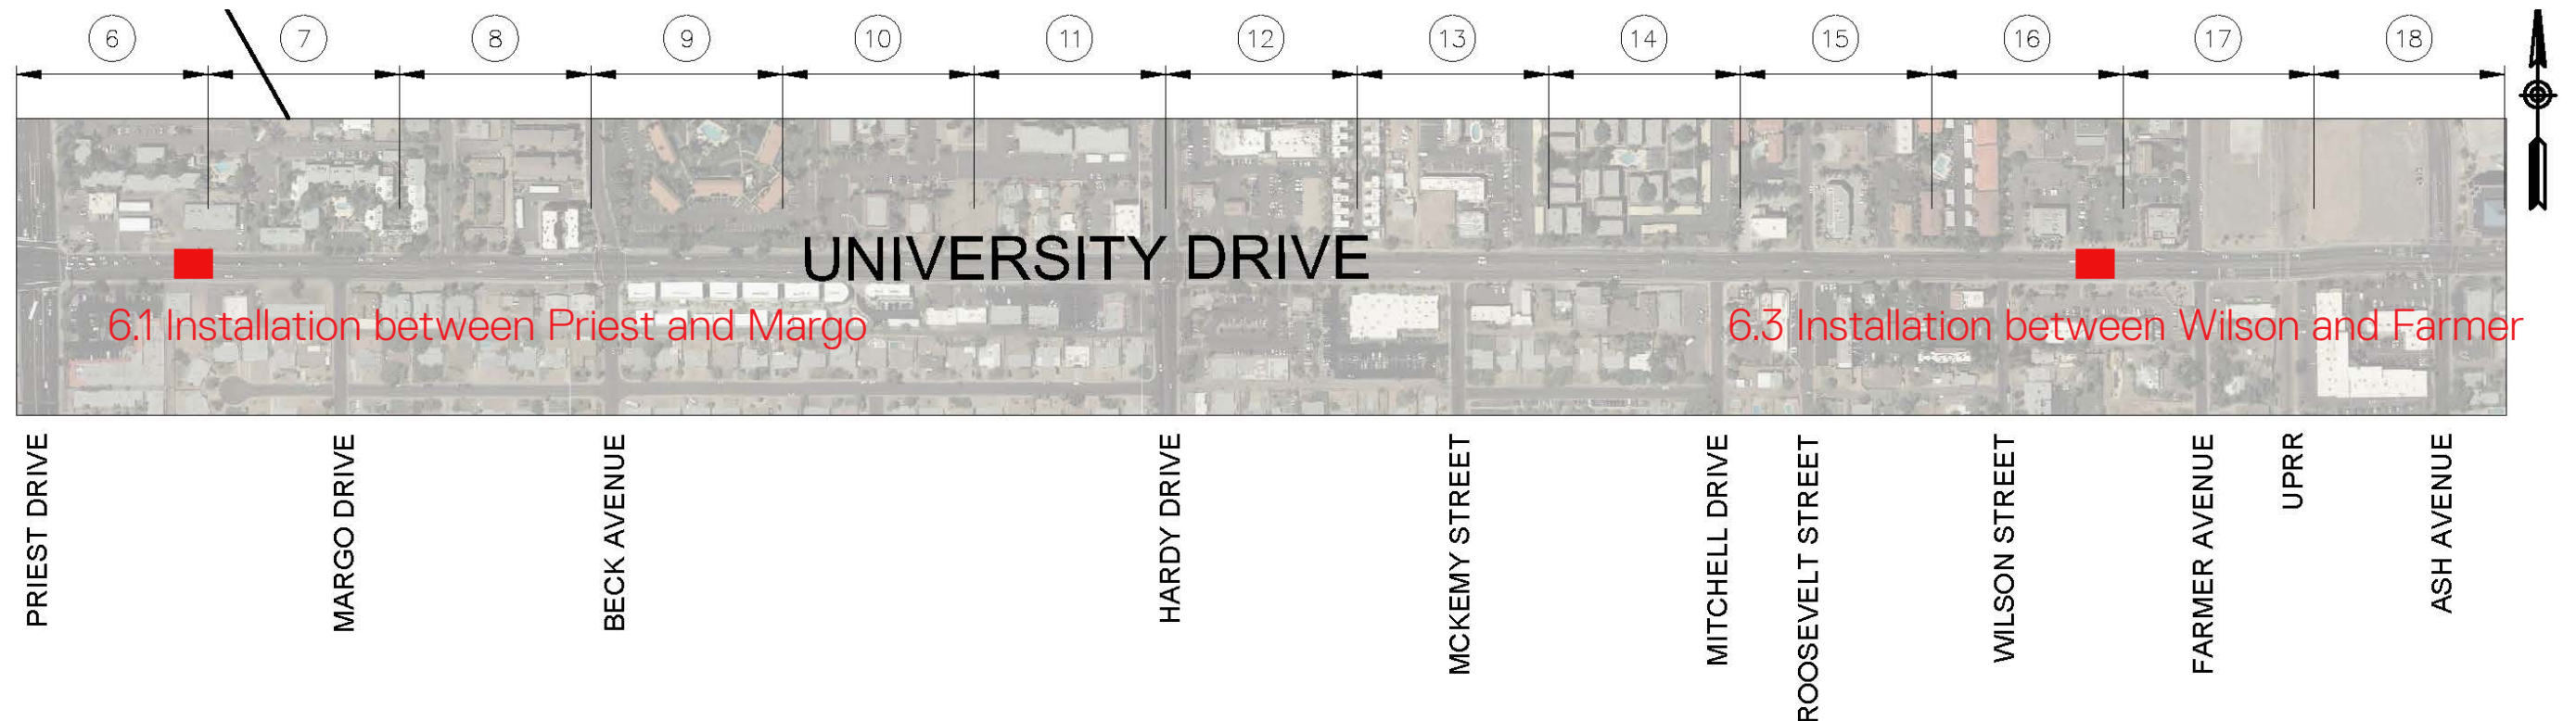 6 7 8 9 10 11 12 13 14 15 16 17 18
UNIVERSITY DRIVE
6.1 Installation between Priest and Margo
6.3 Installation between Wilson and Farmer
PRIEST DRIVE
MARGO DRIVE
BECK AVENUE
HARDY DRIVE
MCKEMY STREET
MITCHELL DRIVE
ROOSEVELT STREET
WILSON STREET
FARMER AVENUE
UPRR
ASH AVENUE